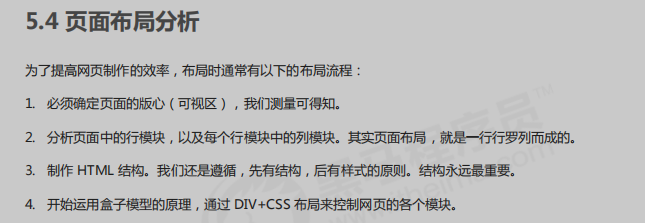 5.4 页面布局分析
为了提高网页制作的效率，布局时通常有以下的布局流程：
1. 必须确定页面的版心（可视区），我们测量可得知。
2. 分析页面中的行模块，以及每个行模块中的列模块。其实页面布局，就是一行行罗列而成的。
3. 制作 HTML 结构。我们还是遵循，先有结构，后有样式的原则。结构永远最重要。
4. 开始运用盒子模型的原理，通过 DIV+CSS 布局来控制网页的各个模块。